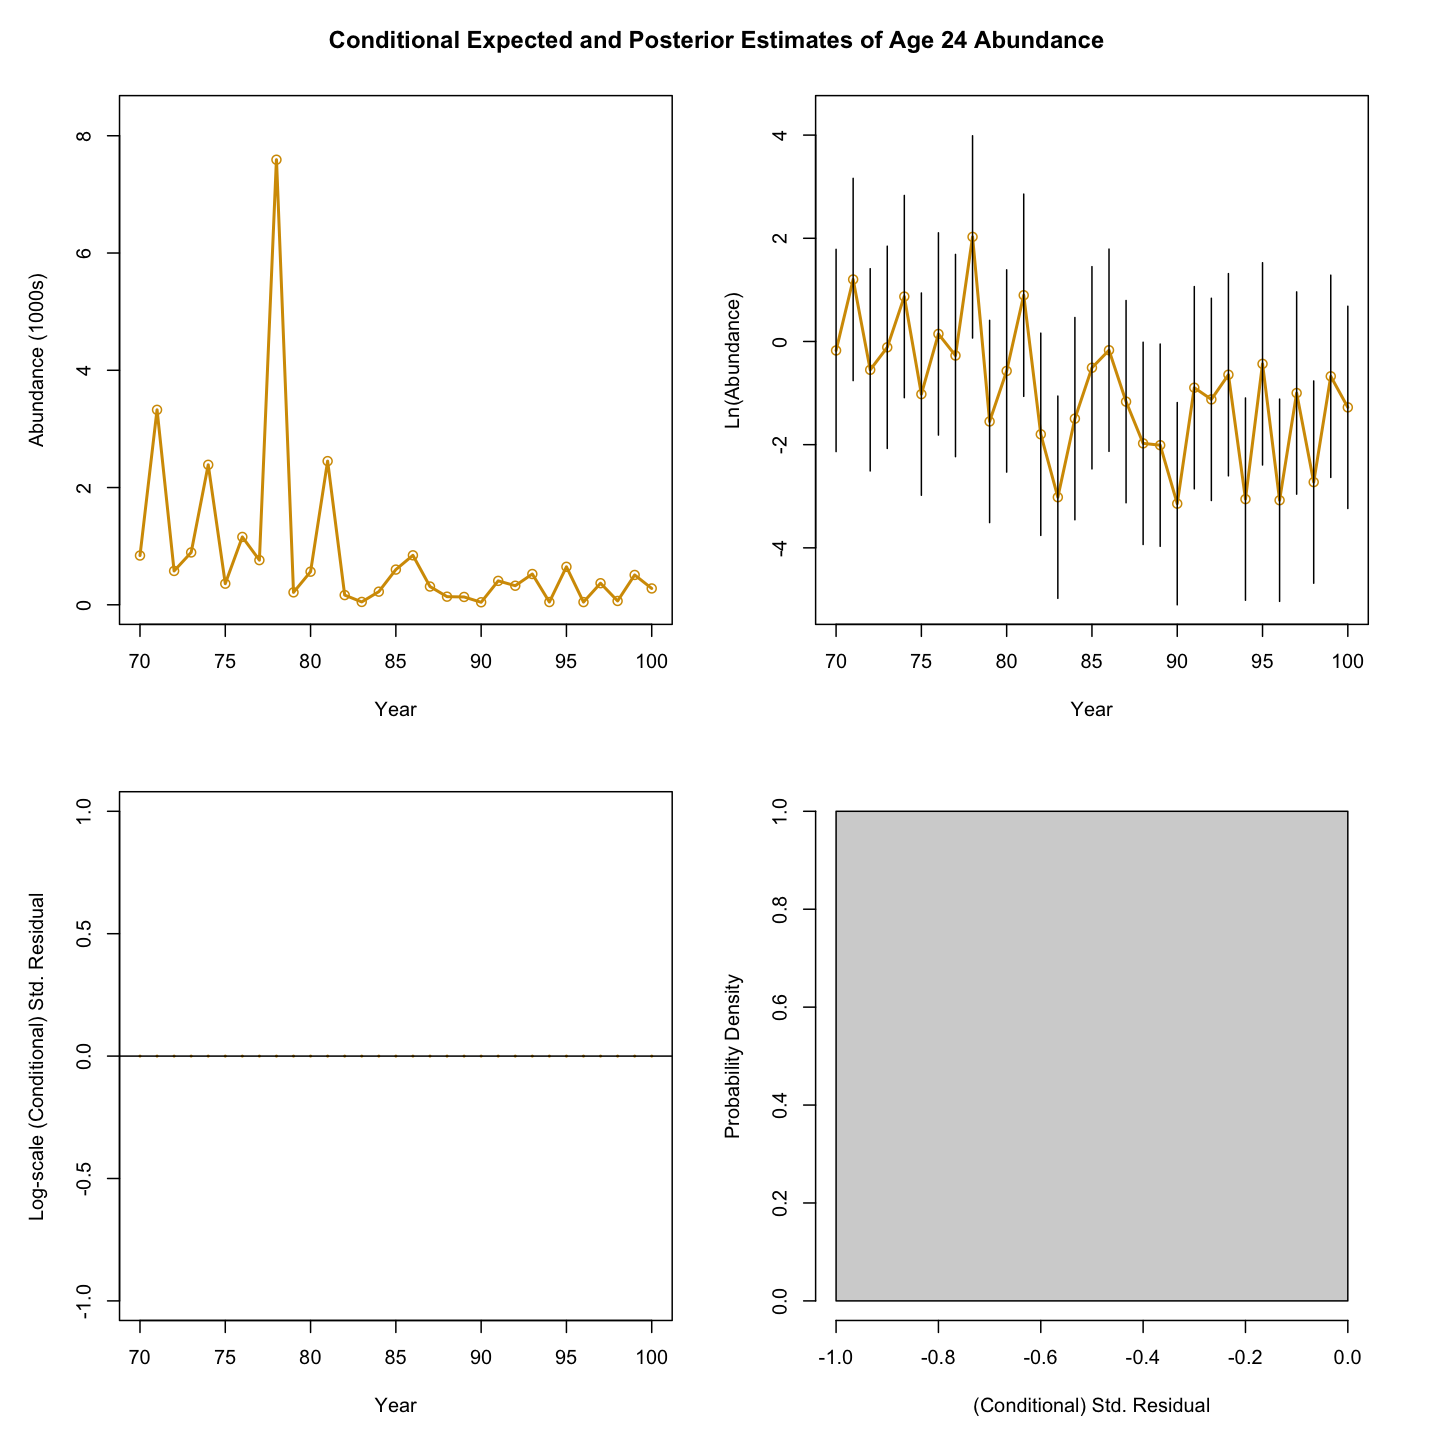 Conditional Expected and Posterior Estimates of Age 24 Abundance
Abundance (1000s)
8
6
4
2
0
70 75 80 85 90 95 100
Year
Ln(Abundance)
4
2
0
-2
-4
70 75 80 85 90 95 100
Year
Log-scale (Conditional) Std. Residual
1.0
0.5
0.0
-0.5
-1.0
70 75 80 85 90 95 100
Year
Probability Density
1.0
0.8
0.6
0.4
0.2
0.0
-1.0 -0.8 -0.6 -0.4 -0.2 0.0
(Conditional) Std. Residual